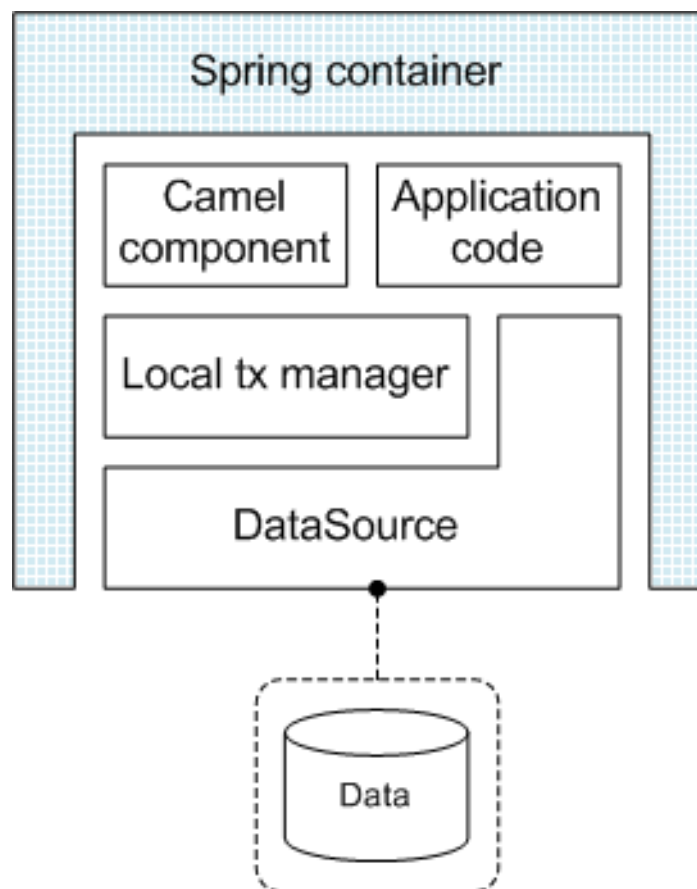 Spring container
Camel
component
Application
code
Local tx manager
DataSource
Data